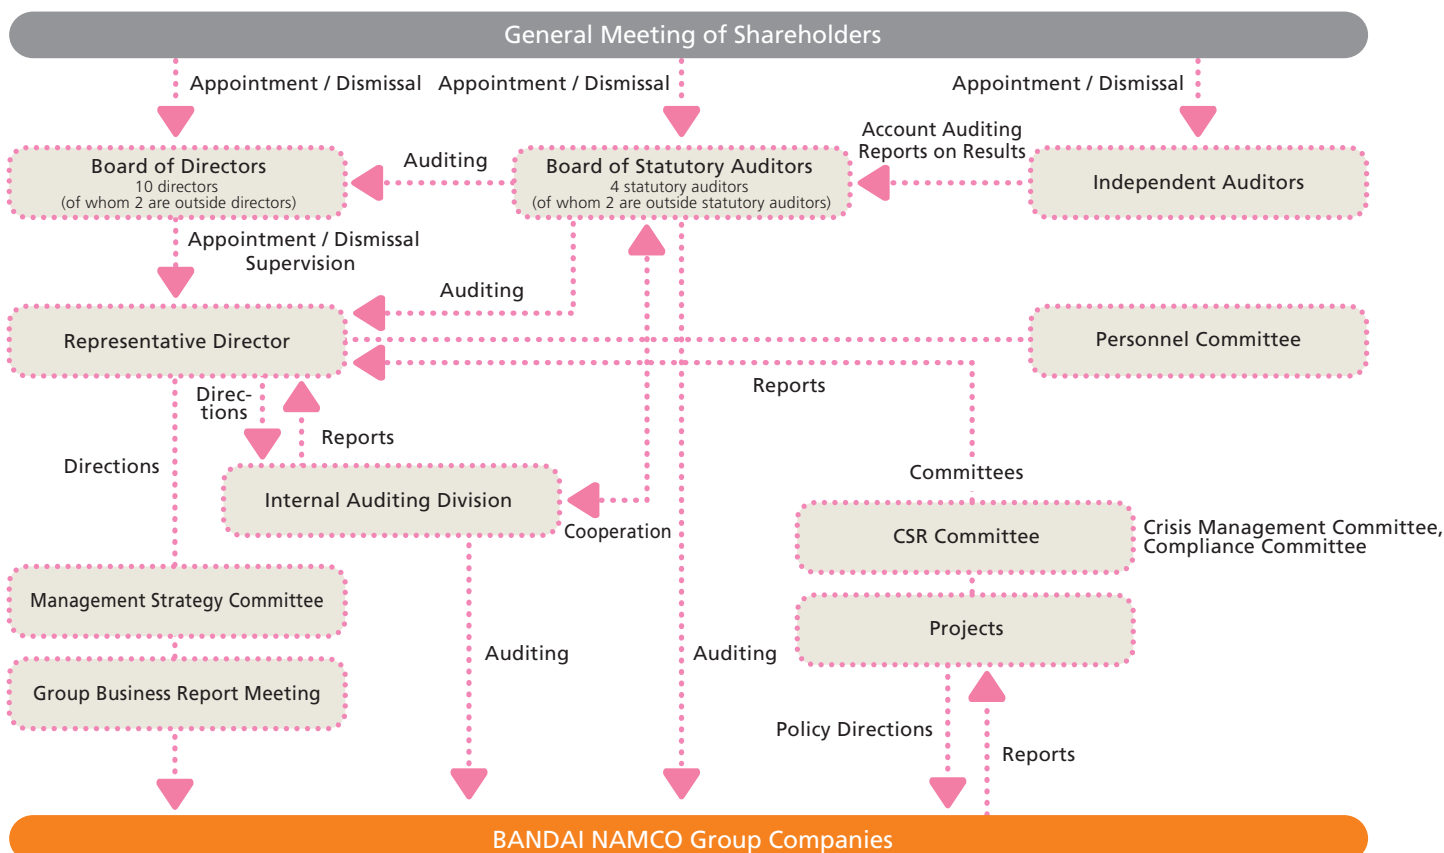 General Meeting of Shareholders
Appointment / Dismissal
Appointment / Dismissal
Appointment / Dismissal
Board of Directors
10 directors
(of whom 2 are outside directors)
Auditing
Board of Statutory Auditors
4 statutory auditors
(of whom 2 are outside statutory auditors)
Account Auditing
Reports on Results
Independent Auditors
Appointment / Dismissal
Supervision
Auditing
Representative Director
Personnel Committee
Reports
Direc-
tions
Reports
Directions
Internal Auditing Division
Cooperation
Committees
CSR Committee
Crisis Management Committee,
Compliance Committee
Management Strategy Committee
Projects
Group Business Report Meeting
Auditing
Auditing
Policy Directions
Reports
BANDAI NAMCO Group Companies